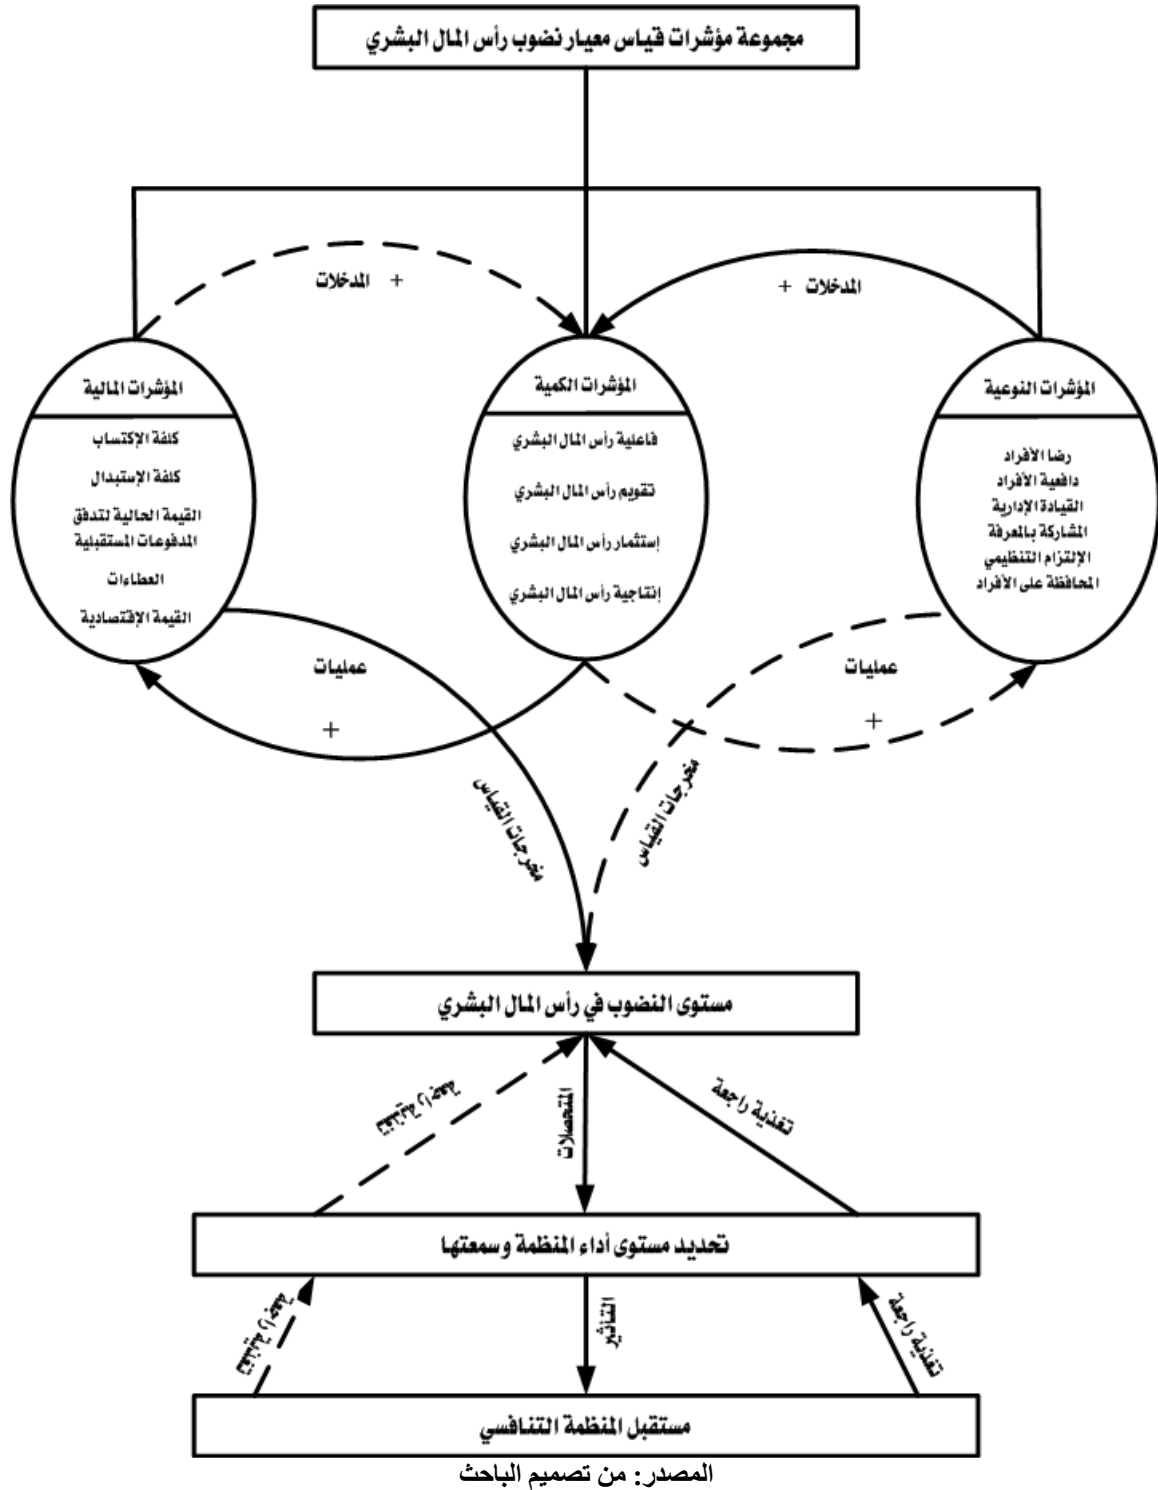 مجموعة مؤشرات قياس معيار نضوب رأس المال البشري
المدخلات +
+ المدخلات
المؤشرات النوعية
رضا الأفراد
دافعية الأفراد
القيادة الإدارية
المشاركة بالمعرفة
الإلتزام التنظيمي
المحافظة على الأفراد
المؤشرات الكمية
فاعلية رأس المال البشري
تقويم رأس المال البشري
إستثمار رأس المال البشري
إنتاجية رأس المال البشري
المؤشرات المالية
كلفة الإكتساب
كلفة الإستبدال
القيمة الحالية لتدفق
المدفوعات المستقبلية
العطاءات
القيمة الإقتصادية
عمليات
+
عمليات
+
مخرجات القياس
مخرجات القياس
مستوى النضوب في رأس المال البشري
تغذية راجعة
المتحصلات
تغذية راجعة
تحديد مستوى أداء المنظمة وسمعتها
تغذية راجعة
التأثير
تغذية راجعة
مستقبل المنظمة التنافسي
المصدر: من تصميم الباحث